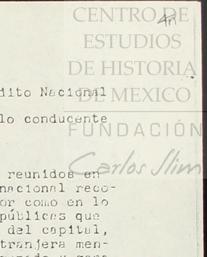 CENTRO DE
ESTUDIOS
DE HISTORIA
DE MEXICO
FUNDACIÓN
Carlos Slim
dito Nacional
lo conducente
reunidos en
nacional reco-
or como en lo
públicas que
del capital,
tranjera men-